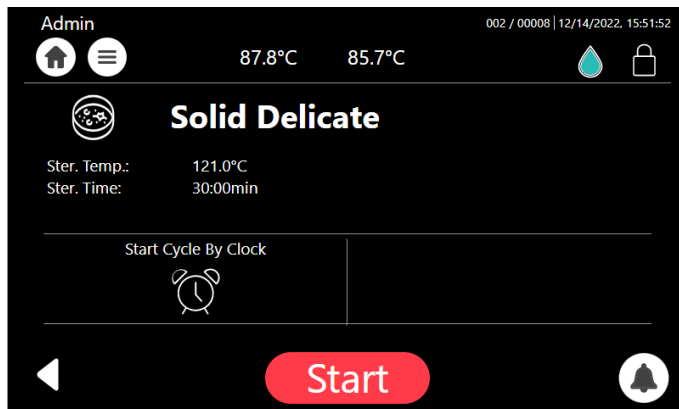 Admin
002 / 00008 | 12/14/2022, 15:51:52
87.8°C 85.7°C
Solid Delicate
Ster. Temp.: 121.0°C
Ster. Time: 30:00min
Start Cycle By Clock
Start